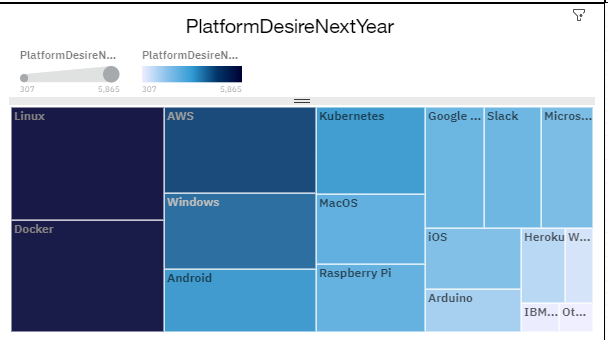 PlatformDesireNextYear
PlatformDesireN... PlatformDesireN...
307 5,865 307 5,865
Linux AWS Kubernetes Google ... Slack Micros...
Windows MacOS
Docker iOS Heroku W...
Android Raspberry Pi
Arduino
IBM... Ot...